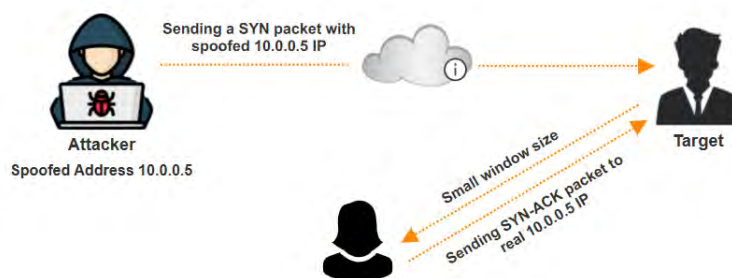 Sending a SYN packet with
spoofed 10.0.0.5 IP
i
Attacker
Spoofed Address 10.0.0.5
Target
Small window size
Sending SYN-ACK packet to
real 10.0.0.5 IP